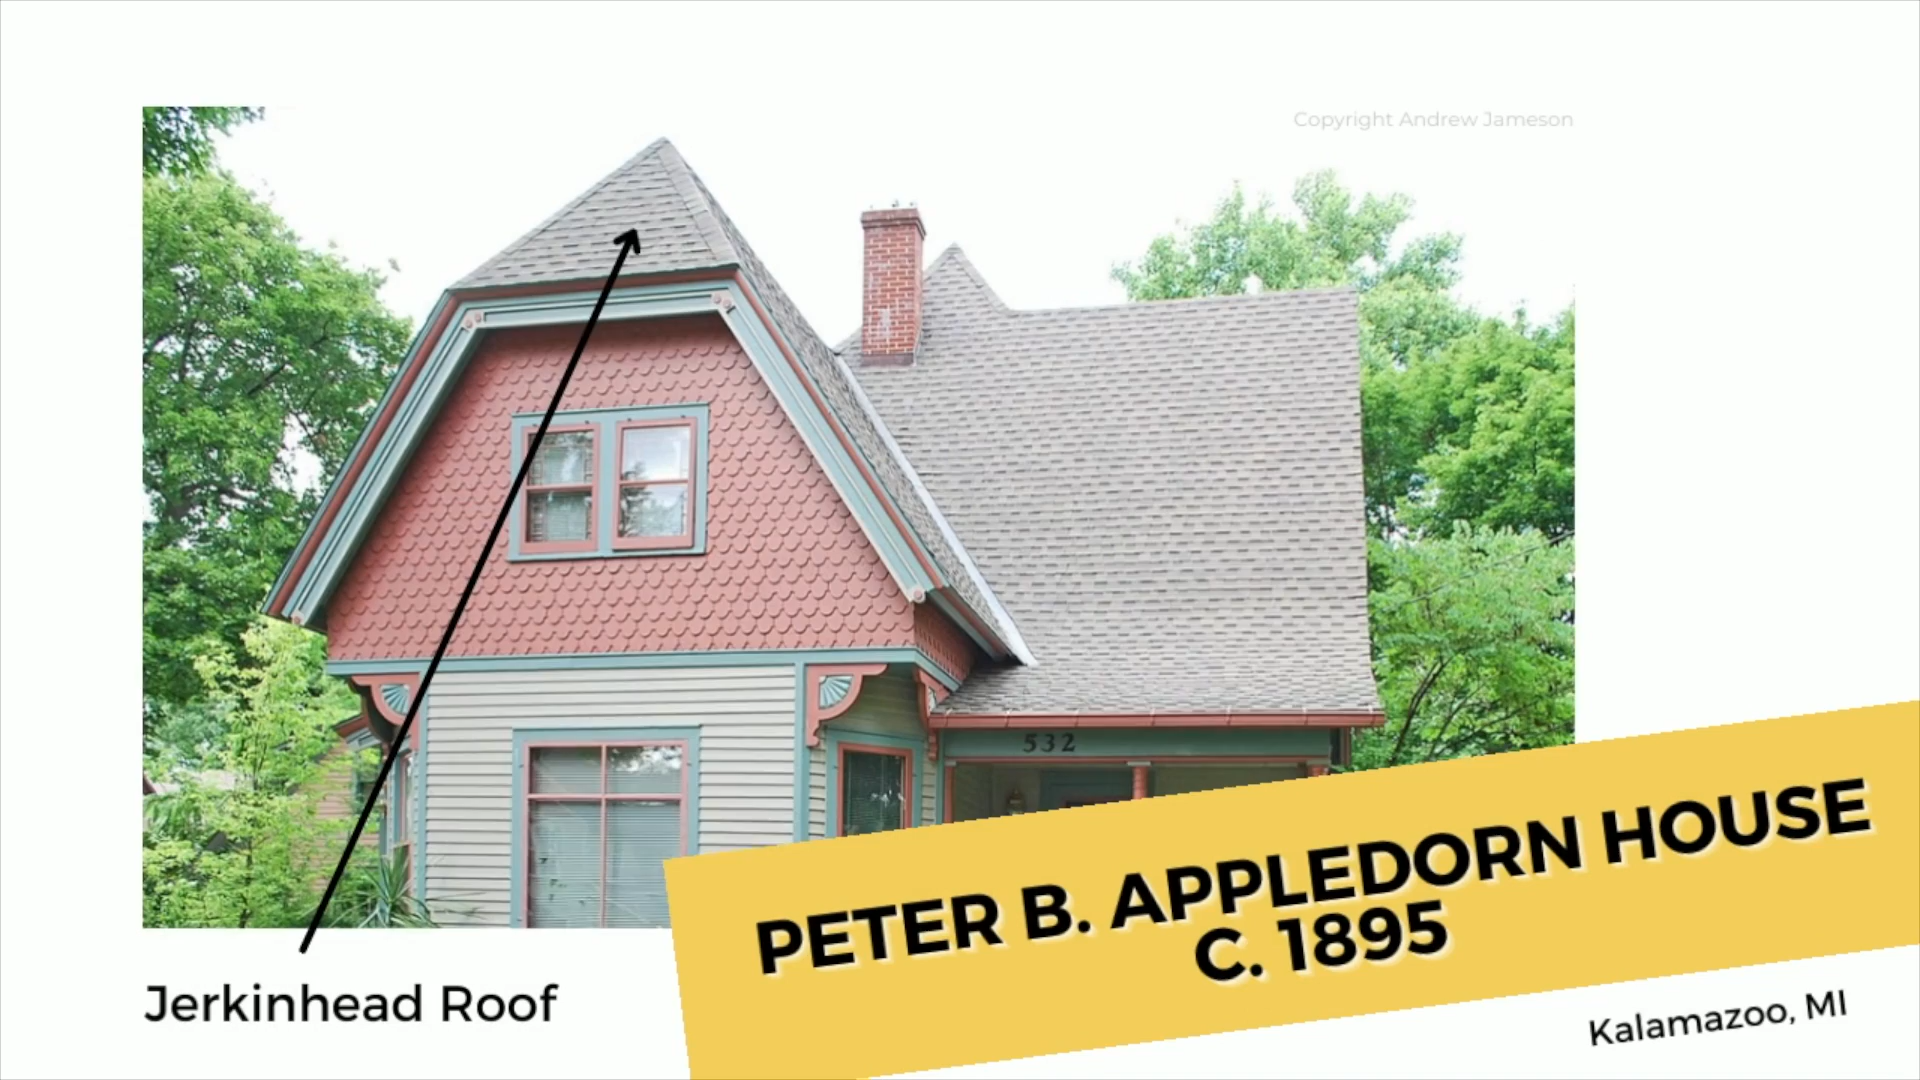 Copyright Andrew Jameson
532
PETER B. APPLEDORN HOUSE
C. 1895
Jerkinhead Roof
Kalamazoo, MI